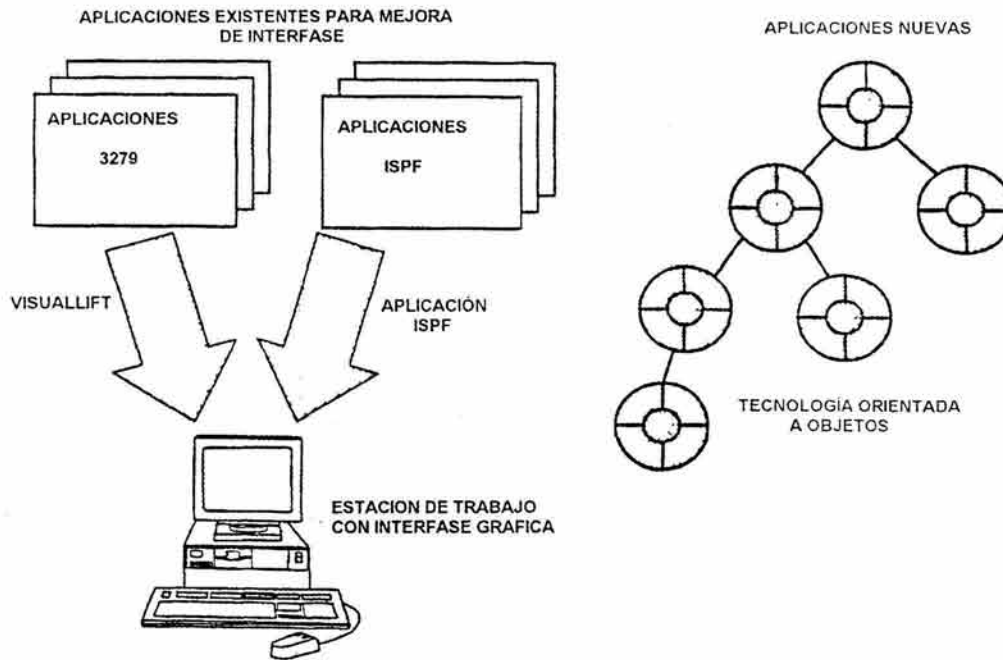 APLICACIONES EXISTENTES PARA MEJORA
DE INTERFASE
APLICACIONES
3279
APLICACIONES
ISPF
VISUALLIFT
APLICACIÓN
ISPF
ESTACION DE TRABAJO
CON INTERFASE GRAFICA
APLICACIONES NUEVAS
TECNOLOGÍA ORIENTADA
A OBJETOS